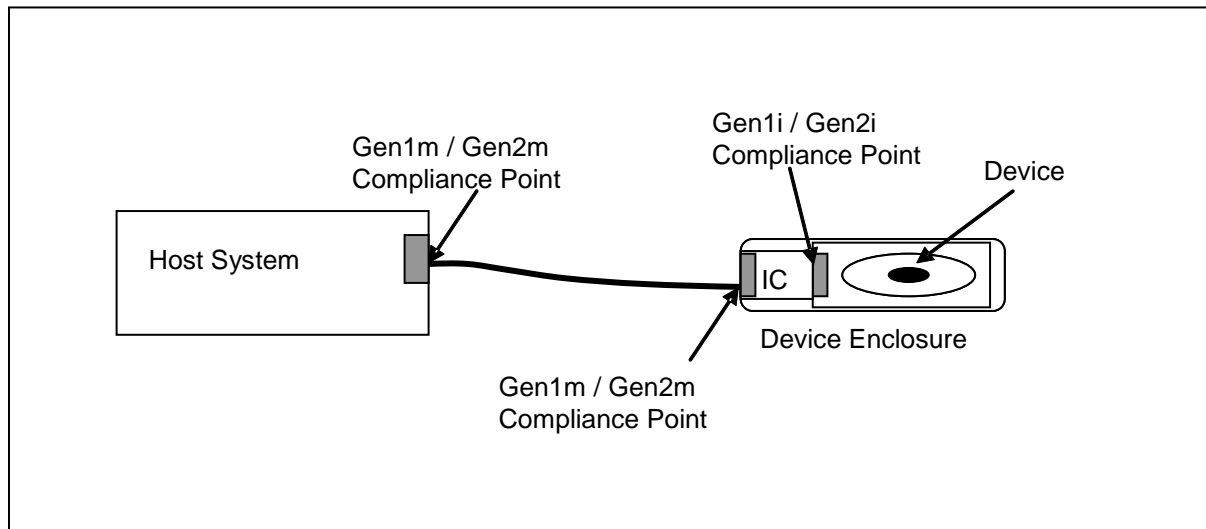 Gen1m / Gen2m
Compliance Point
Gen1i / Gen2i
Compliance Point
Device
Host System
IC
Device Enclosure
Gen1m / Gen2m
Compliance Point